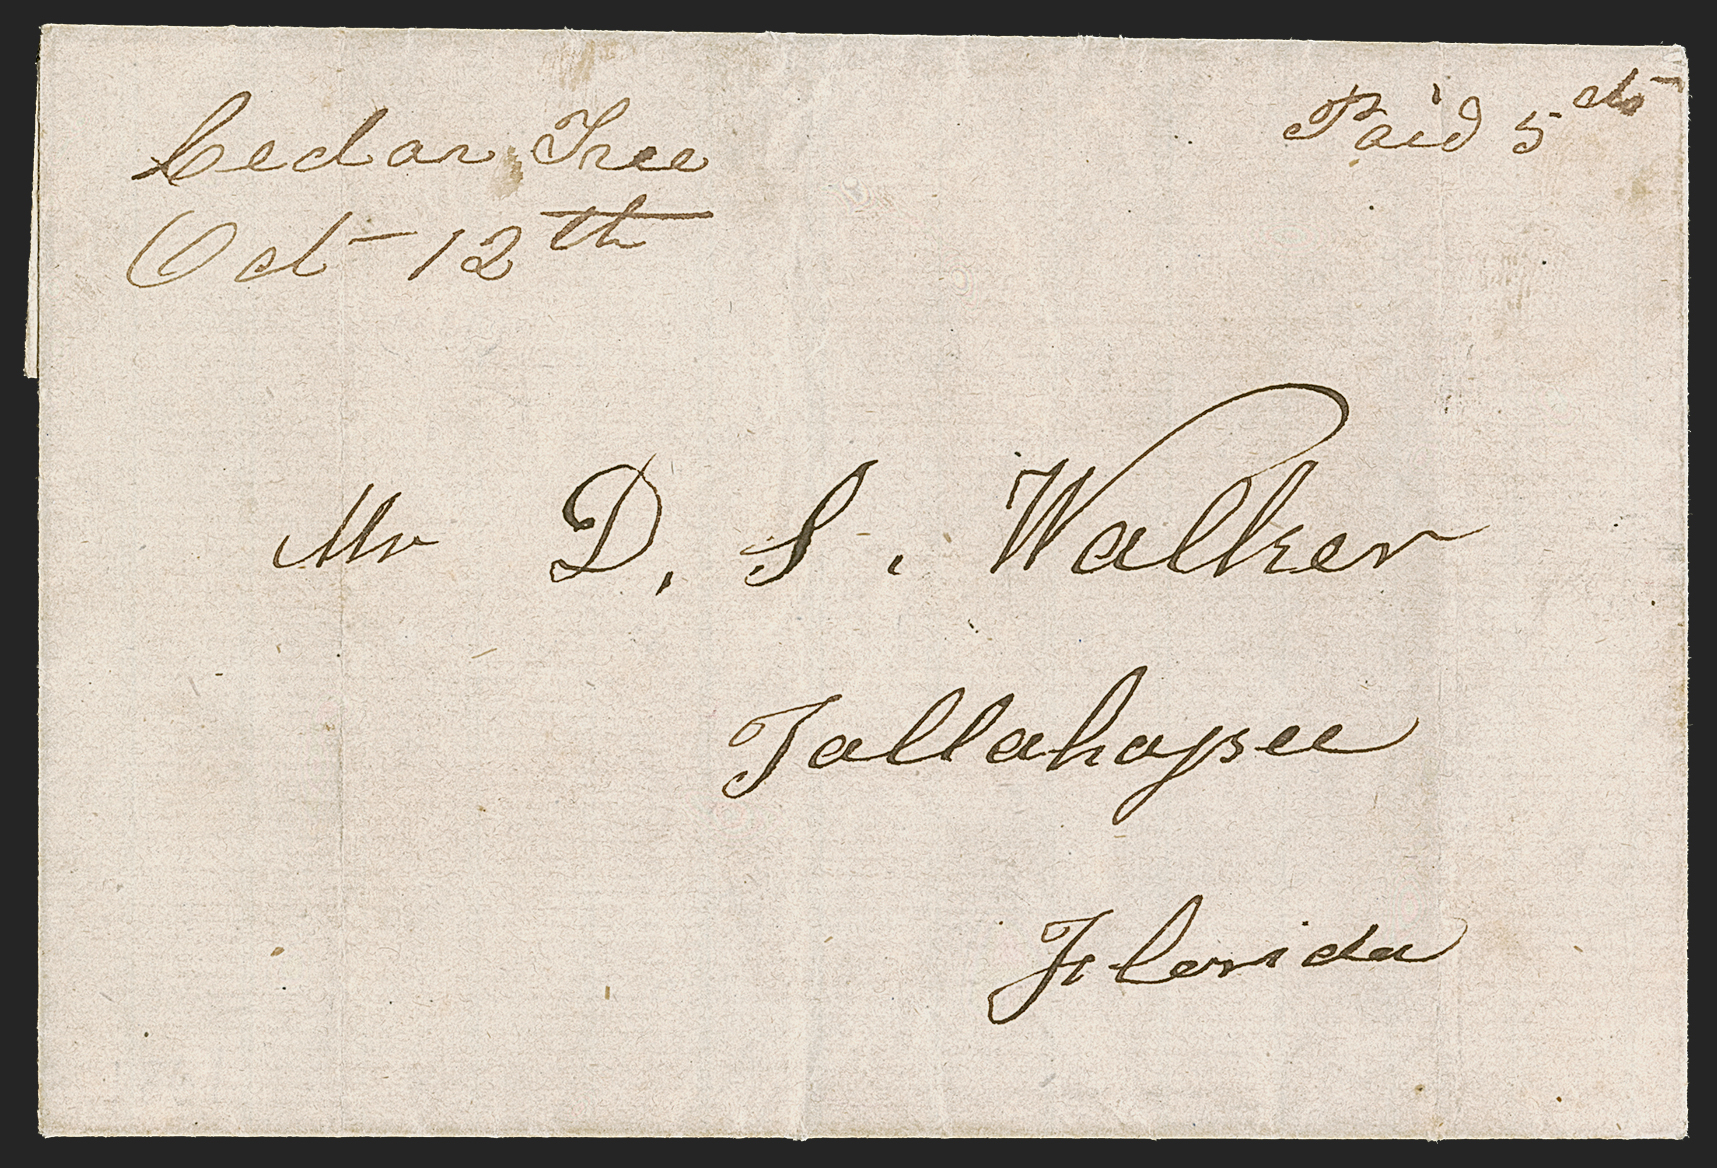 Cedar Tree
Oct 12th
Paid 5 cts
Mr D. S. Walker
Tallahassee
Florida